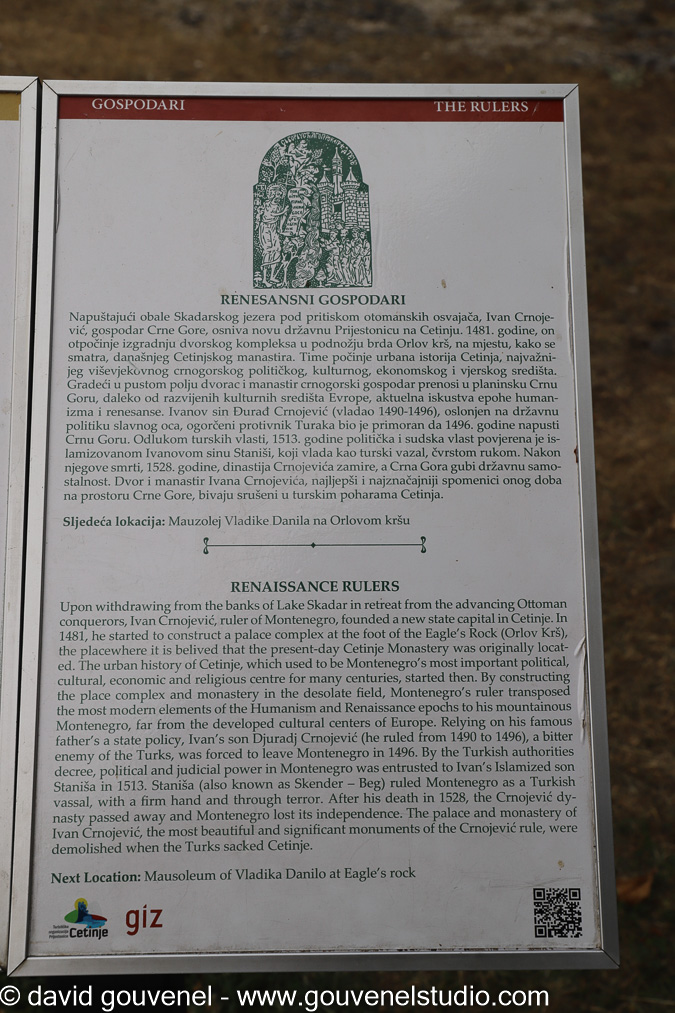 GOSPODARI THE RULERS
RENESANSNI GOSPODARI
Napuštajući obale Skadarskog jezera pod pritiskom otomanskih osvajača, Ivan Crnoje-
vić, gospodar Crne Gore, osniva novu državnu Prijestonicu na Cetinju. 1481. godine, on
otpočinje izgradnju dvorskog kompleksa u podnožju brda Orlov krš, na mjestu, kako se
smatra, današnjeg Cetinjskog manastira. Time počinje urbana istorija Cetinja, najvažni-
jeg viševjekovnog crnogorskog političkog, kulturnog, ekonomskog i vjerskog središta.
Gradeći u pustom polju dvorac i manastir crnogorski gospodar prenosi u planinsku Crnu
Goru, daleko od razvijenih kulturnih središta Evrope, aktuelna iskustva epohe human-
izma i renesanse. Ivanov sin Đurađ Crnojević (vladao 1490-1496), oslonjen na državnu
politiku slavnog oca, ogorčeni protivnik Turaka bio je primoran da 1496. godine napusti
Crnu Goru. Odlukom turskih vlasti, 1513. godine politička i sudska vlast povjerena je is-
lamizovanom Ivanovom sinu Staniši, koji vlada kao turski vazal, čvrstom rukom. Nakon
njegove smrti, 1528. godine, dinastija Crnojevića zamire, a Crna Gora gubi državnu samo-
stalnost. Dvor i manastir Ivana Crnojevića, najljepši i najznačajniji spomenici onog doba
na prostoru Crne Gore, bivaju srušeni u turskim poharama Cetinja.
Sljedeća lokacija: Mauzolej Vladike Danila na Orlovom kršu
RENAISSANCE RULERS
Upon withdrawing from the banks of Lake Skadar in retreat from the advancing Ottoman
conquerors, Ivan Crnojević, ruler of Montenegro, founded a new state capital in Cetinje. In
1481, he started to construct a palace complex at the foot of the Eagle's Rock (Orlov Krš),
the placewhere it is belived that the present-day Cetinje Monastery was originally locat-
ed. The urban history of Cetinje, which used to be Montenegro's most important political,
cultural, economic and religious centre for many centuries, started then. By constructing
the place complex and monastery in the desolate field, Montenegro's ruler transposed
the most modern elements of the Humanism and Renaissance epochs to his mountainous
Montenegro, far from the developed cultural centers of Europe. Relying on his famous
father's a state policy, Ivan's son Djuradj Crnojević (he ruled from 1490 to 1496), a bitter
enemy of the Turks, was forced to leave Montenegro in 1496. By the Turkish authorities
decree, political and judicial power in Montenegro was entrusted to Ivan's Islamized son
Staniša in 1513. Staniša (also known as Skender – Beg) ruled Montenegro as a Turkish
vassal, with a firm hand and through terror. After his death in 1528, the Crnojević dy-
nasty passed away and Montenegro lost its independence. The palace and monastery of
Ivan Crnojević, the most beautiful and significant monuments of the Crnojević rule, were
demolished when the Turks sacked Cetinje.
Next Location: Mausoleum of Vladika Danilo at Eagle's rock
Cetinje giz
© david gouvenel - www.gouvenelstudio.com